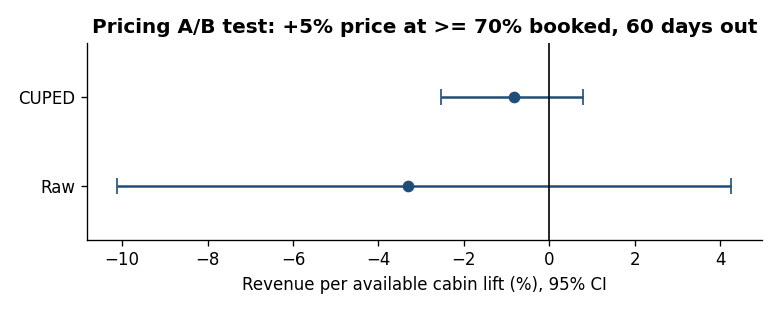 Pricing A/B test: +5% price at >= 70% booked, 60 days out
CUPED
Raw
−10 −8 −6 −4 −2 0 2 4
Revenue per available cabin lift (%), 95% CI